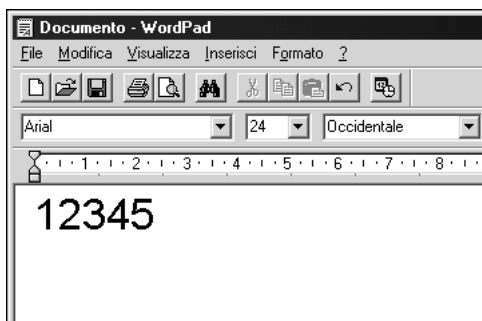 Documento - WordPad
File Modifica Visualizza Inserisci Formato ?
Arial 24 Occidentale
1 2 3 4 5 6 7 8
12345